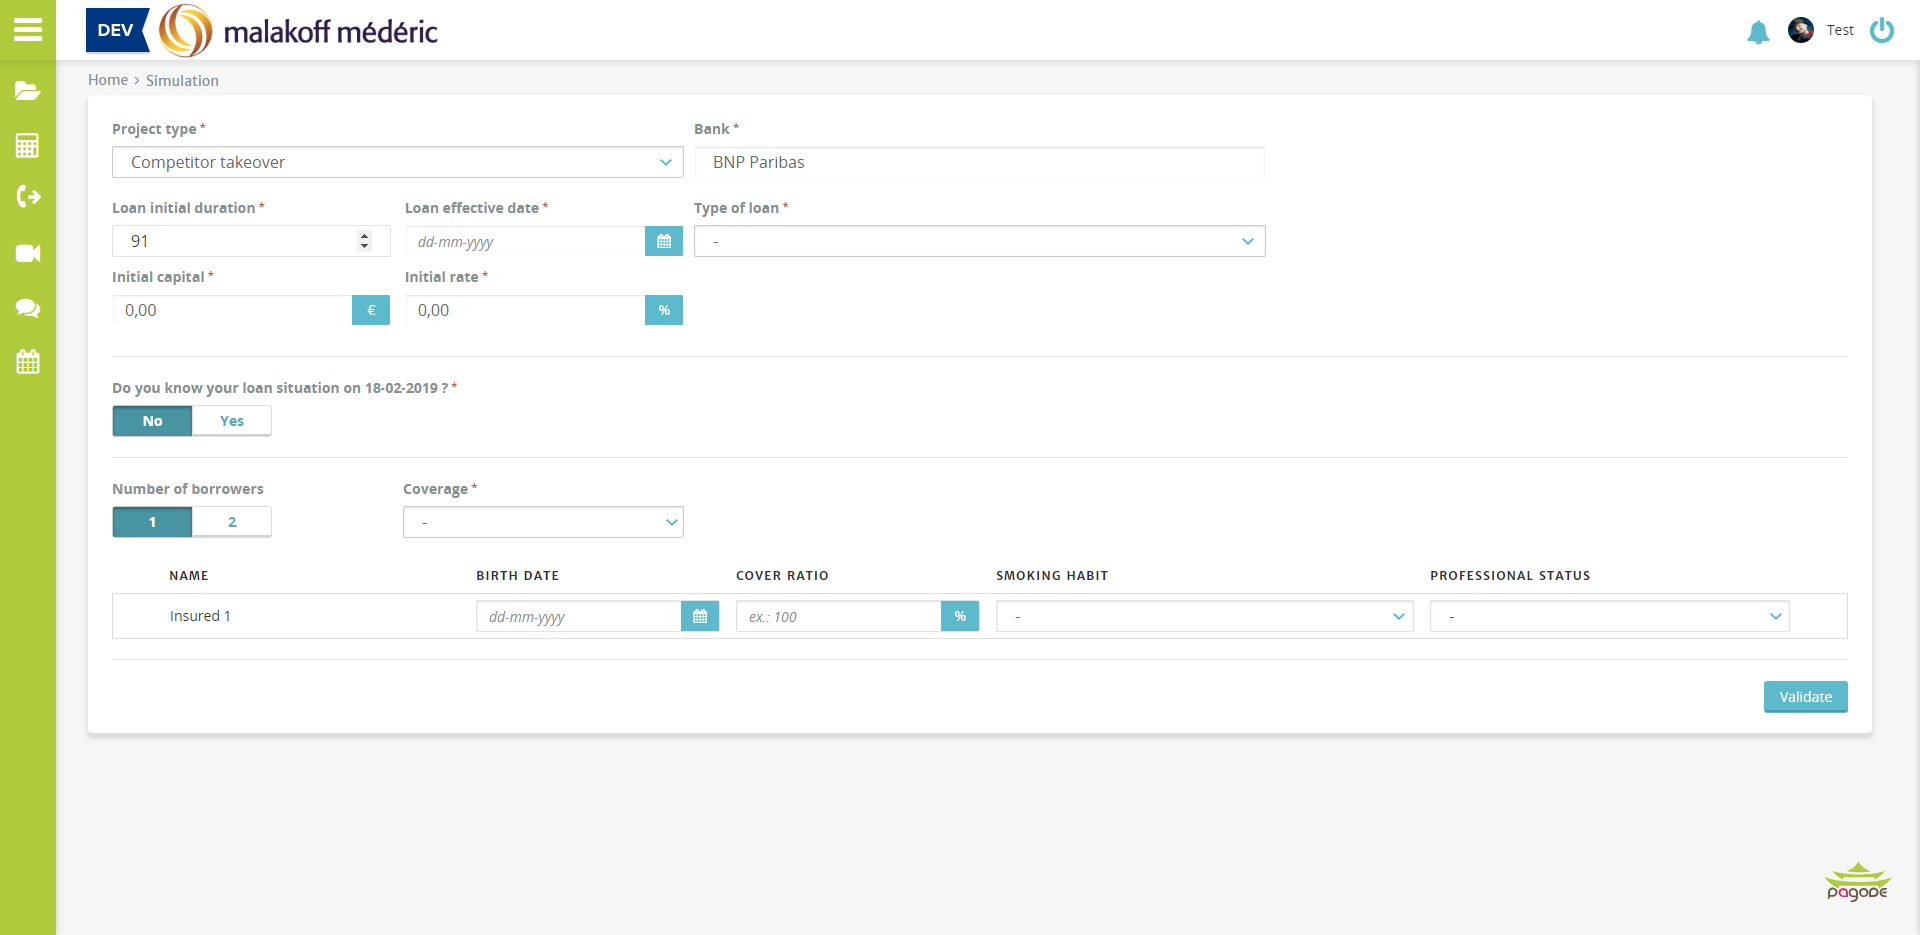 DEV malakoff médéric Test
Home > Simulation
Project type * Bank *
Competitor takeover BNP Paribas
Loan initial duration * Loan effective date * Type of loan *
91 dd-mm-yyyy -
Initial capital * Initial rate *
0,00 € 0,00 %
Do you know your loan situation on 18-02-2019 ? *
No Yes
Number of borrowers Coverage *
1 2 -
NAME BIRTH DATE COVER RATIO SMOKING HABIT PROFESSIONAL STATUS
Insured 1 dd-mm-yyyy ex.: 100 % - -
Validate
pagode